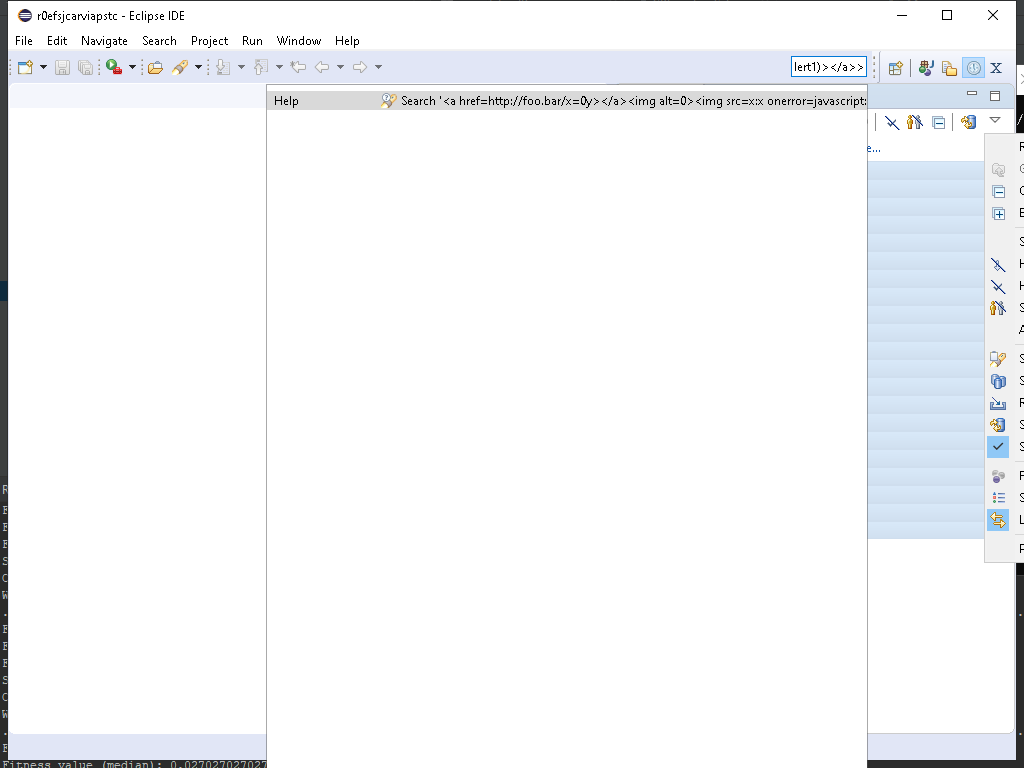 r0efsjcarviapstc - Eclipse IDE
File Edit Navigate Search Project Run Window Help
lert1)></a>>
Help Search '<a href=http://foo.bar/x=0y></a><img alt=0><img src=x:x onerror=javascript:
e...
Fitness value (median): 0.027027027027